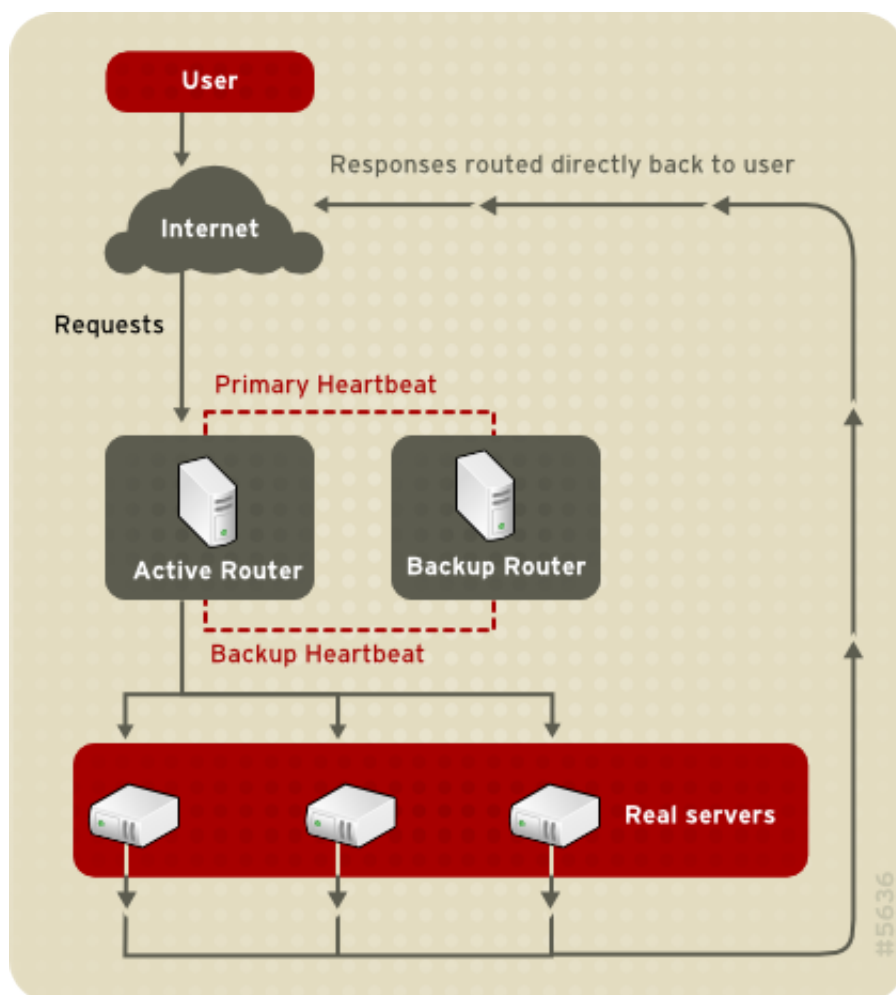 User
Responses routed directly back to user
Internet
Requests
Primary Heartbeat
Active Router
Backup Router
Backup Heartbeat
Real servers
#5636